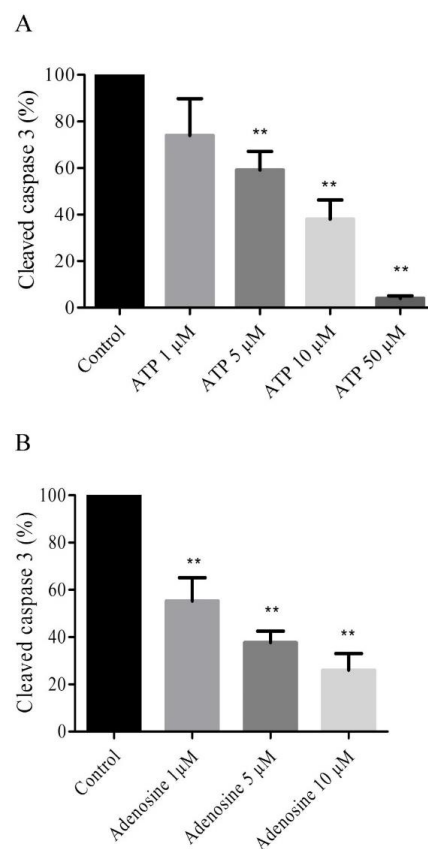 A
Cleaved caspase 3 (%)
100
80
60
40
20
0
**
**
**
Control
ATP 1 µM
ATP 5 µM
ATP 10 µM
ATP 50 µM
B
Cleaved caspase 3 (%)
100
80
60
40
20
0
**
**
**
Control
Adenosine 1µM
Adenosine 5 µM
Adenosine 10 µM